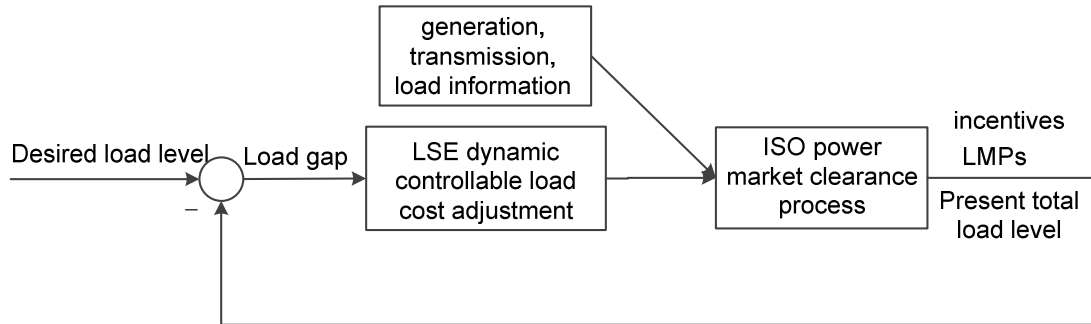 generation,
transmission,
load information
Desired load level
−
Load gap
LSE dynamic
controllable load
cost adjustment
ISO power
market clearance
process
incentives
LMPs
Present total
load level